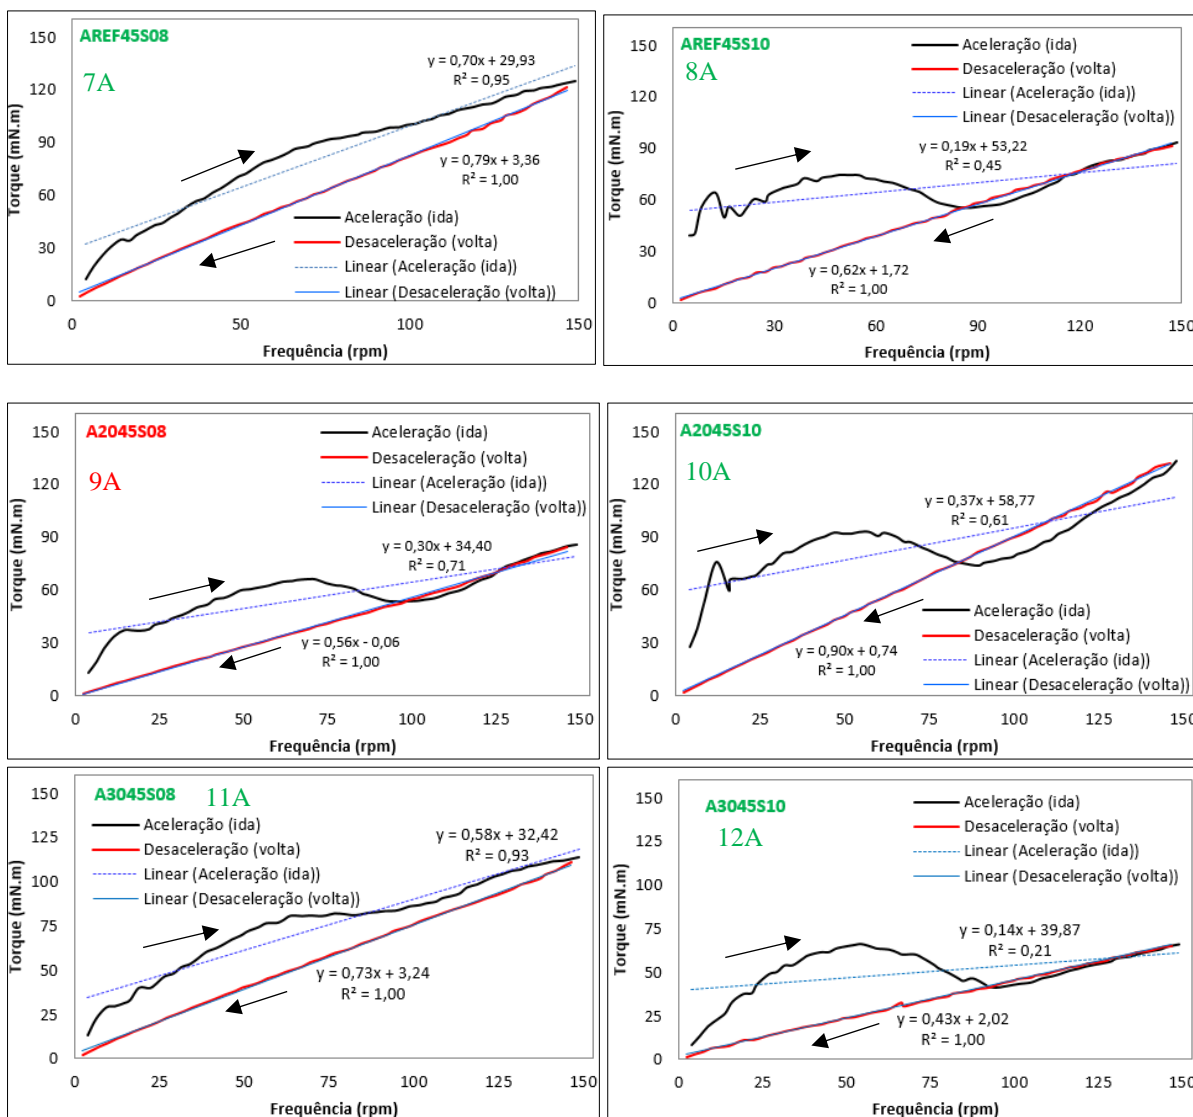 AREF45S08
7A
y = 0,70x + 29,93
R² = 0,95
y = 0,79x + 3,36
R² = 1,00
Aceleração (ida)
Desaceleração (volta)
Linear (Aceleração (ida))
Linear (Desaceleração (volta))
Torque (mN.m)
150
120
90
60
30
0
0 50 100 150
Frequência (rpm)
AREF45S10
8A
Aceleração (ida)
Desaceleração (volta)
Linear (Aceleração (ida))
Linear (Desaceleração (volta))
y = 0,19x + 53,22
R² = 0,45
y = 0,62x + 1,72
R² = 1,00
Torque (mN.m)
150
120
90
60
30
0
0 30 60 90 120 150
Frequência (rpm)
A2045S08
9A
Aceleração (ida)
Desaceleração (volta)
Linear (Aceleração (ida))
Linear (Desaceleração (volta))
y = 0,30x + 34,40
R² = 0,71
y = 0,56x - 0,06
R² = 1,00
Torque (mN.m)
150
120
90
60
30
0
0 25 50 75 100 125 150
Frequência (rpm)
A2045S10
10A
y = 0,37x + 58,77
R² = 0,61
y = 0,90x + 0,74
R² = 1,00
Aceleração (ida)
Desaceleração (volta)
Linear (Aceleração (ida))
Linear (Desaceleração (volta))
Torque (mN.m)
150
120
90
60
30
0
0 25 50 75 100 125 150
Frequência (rpm)
A3045S08
11A
Aceleração (ida)
Desaceleração (volta)
Linear (Aceleração (ida))
Linear (Desaceleração (volta))
y = 0,58x + 32,42
R² = 0,93
y = 0,73x + 3,24
R² = 1,00
Torque (mN.m)
150
125
100
75
50
25
0
0 25 50 75 100 125 150
Frequência (rpm)
A3045S10
12A
Aceleração (ida)
Desaceleração (volta)
Linear (Aceleração (ida))
Linear (Desaceleração (volta))
y = 0,14x + 39,87
R² = 0,21
y = 0,43x + 2,02
R² = 1,00
Torque (mN.m)
150
125
100
75
50
25
0
0 25 50 75 100 125 150
Frequência (rpm)